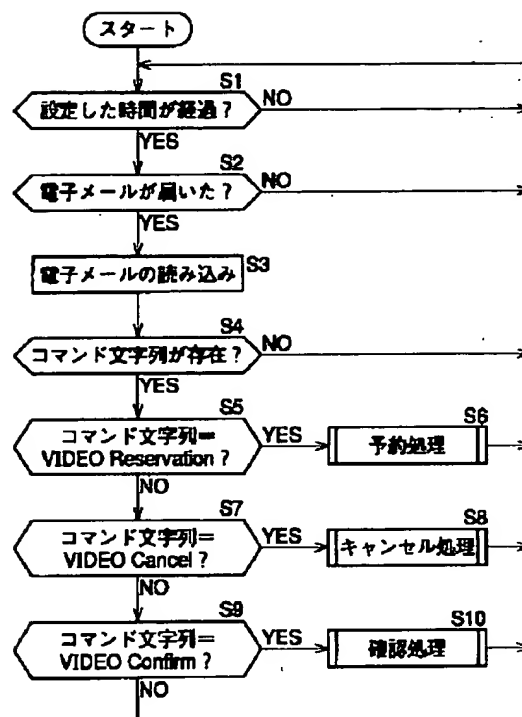 スタート
S1
設定した時間が経過？
NO
YES
S2
電子メールが届いた？
NO
YES
S3
電子メールの読み込み
S4
コマンド文字列が存在？
NO
YES
S5
コマンド文字列＝
VIDEO Reservation？
YES
S6
予約処理
NO
S7
コマンド文字列＝
VIDEO Cancel？
YES
S8
キャンセル処理
NO
S9
コマンド文字列＝
VIDEO Confirm？
YES
S10
確認処理
NO